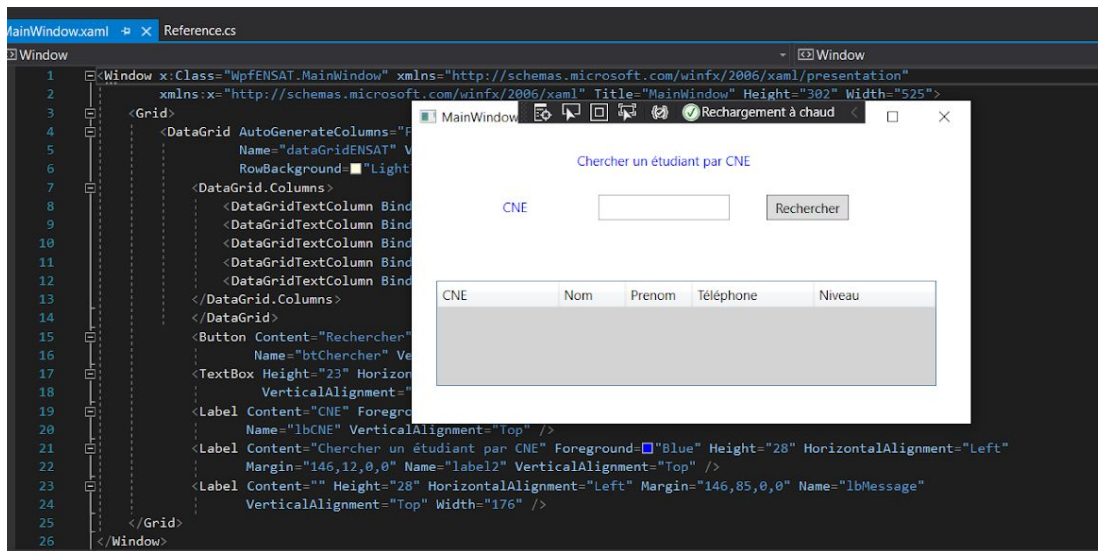 MainWindow.xaml Reference.cs
Window Window
1 <Window x:Class="WpfENSAT.MainWindow" xmlns="http://schemas.microsoft.com/winfx/2006/xaml/presentation"
2 xmlns:x="http://schemas.microsoft.com/winfx/2006/xaml" Title="MainWindow" Height="302" Width="525">
3 <Grid>
4 <DataGrid AutoGenerateColumns="F
5 Name="dataGridENSAT" V
6 RowBackground="Light
7 <DataGrid.Columns>
8 <DataGridTextColumn Bind
9 <DataGridTextColumn Bind
10 <DataGridTextColumn Bind
11 <DataGridTextColumn Bind
12 <DataGridTextColumn Bind
13 </DataGrid.Columns>
14 </DataGrid>
15 <Button Content="Rechercher"
16 Name="btChercher" Ve
17 <TextBox Height="23" Horizon
18 VerticalAlignment="
19 <Label Content="CNE" Foregro
20 Name="lbCNE" VerticalAlignment="Top" />
21 <Label Content="Chercher un étudiant par CNE" Foreground="Blue" Height="28" HorizontalAlignment="Left"
22 Margin="146,12,0,0" Name="label2" VerticalAlignment="Top" />
23 <Label Content="" Height="28" HorizontalAlignment="Left" Margin="146,85,0,0" Name="lbMessage"
24 VerticalAlignment="Top" Width="176" />
25 </Grid>
26 </Window>
MainWindow Rechargement à chaud
Chercher un étudiant par CNE
CNE Rechercher
CNE Nom Prenom Téléphone Niveau